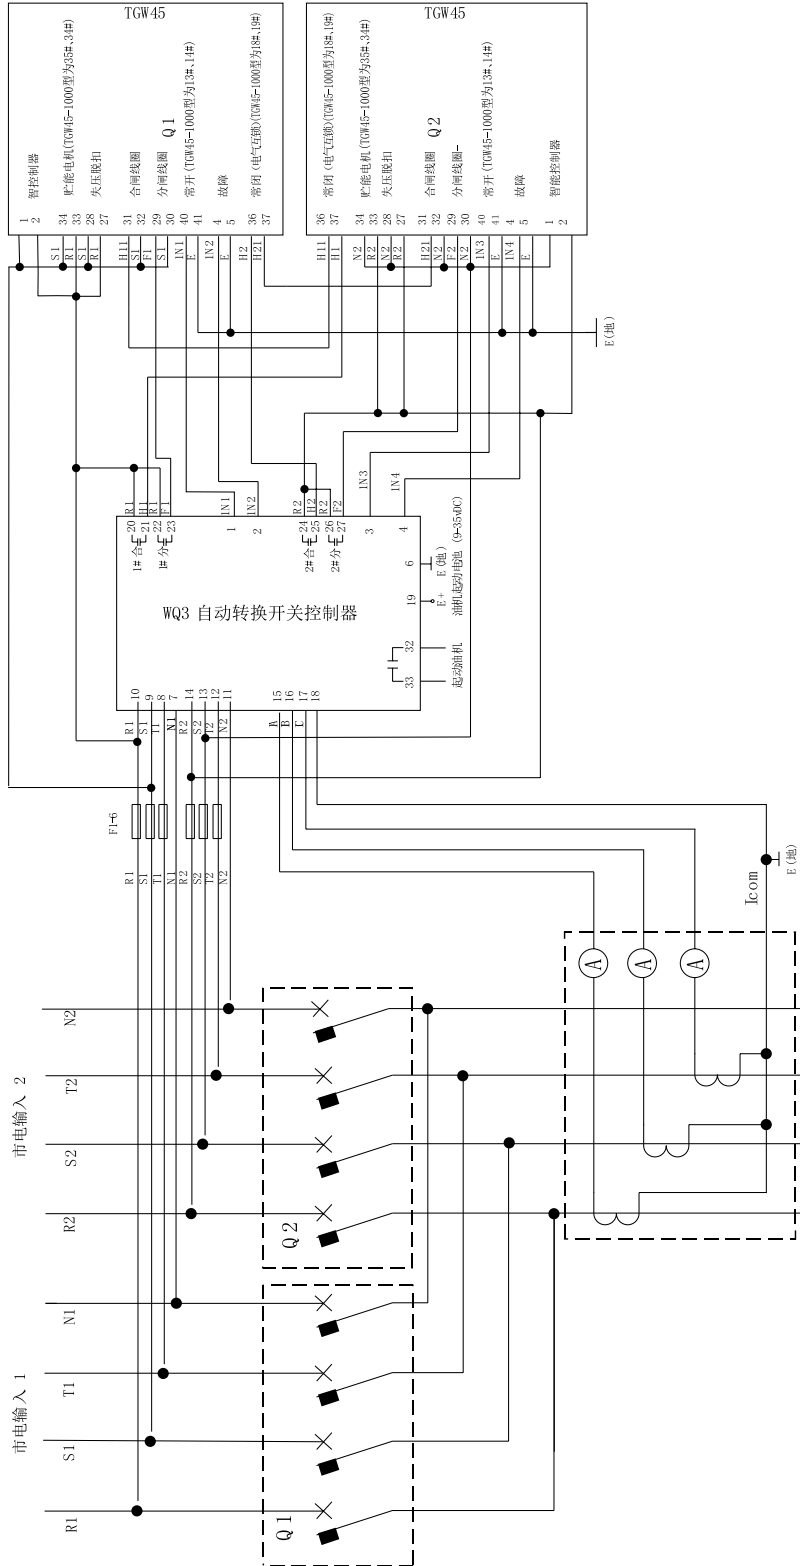 TGW45
智控制器
贮能电机(TGW45-1000型为35#、34#)
失压脱扣
合闸线圈
Q1
分闸线圈
常开(TGW45-1000型为13#、14#)
故障
常闭 (电气互锁)(TGW45-1000型为18#、19#)
1
2
34
33
28
27
31
32
29
30
40
41
4
5
36
37
S1
R1
S1
R1
H11
S1
F1
S1
IN1
E
IN2
E
H2
H21
TGW45
常闭 (电气互锁)(TGW45-1000型为18#、19#)
贮能电机(TGW45-1000型为35#、34#)
失压脱扣
合闸线圈
Q2
分闸线圈-
常开(TGW45-1000型为13#、14#)
故障
智能控制器
36
37
34
33
28
27
31
32
29
30
40
41
4
5
1
2
H11
H1
N2
R2
N2
R2
H21
N2
F2
N2
IN3
E
IN4
E
E(地)
R1
H1
R1
F1
IN1
IN2
R2
H2
R2
F2
IN3
IN4
20
21
22
23
1
2
24
25
26
27
3
4
1#合
1#分
2#合
2#分
6
E(地)
19
E+
油机起动电池 (9-35vDC)
32
33
起动油机
WQ3 自动转换开关控制器
10
9
8
7
14
13
12
11
15
16
17
18
R1
S1
T1
N1
R2
S2
T2
N2
A
B
C
F1-6
R1
S1
T1
N1
R2
S2
T2
N2
Icom
E(地)
A
A
A
市电输入 2
N2
T2
S2
R2
Q2
市电输入 1
N1
T1
S1
R1
Q1